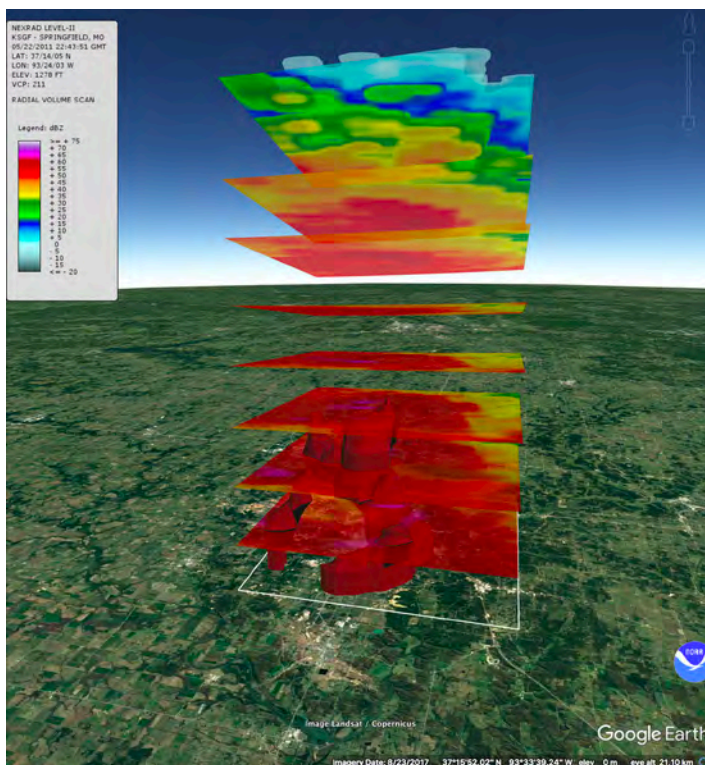 NEXRAD LEVEL-II
KSGF - SPRINGFIELD, MO
05/22/2011 22:43:51 GMT
LAT: 37/14/05 N
LON: 93/24/03 W
ELEV: 1278 FT
VCP: 211
RADIAL VOLUME SCAN
Legend: dBZ
>= + 75
+ 70
+ 65
+ 60
+ 55
+ 50
+ 45
+ 40
+ 35
+ 30
+ 25
+ 20
+ 15
+ 10
+ 5
0
- 5
- 10
- 15
<= - 20
NOAA
Image Landsat / Copernicus
Google Earth
Imagery Date: 8/23/2017 37°15'52.02" N 93°33'39.24" W elev 0 m eye alt 21.10 km